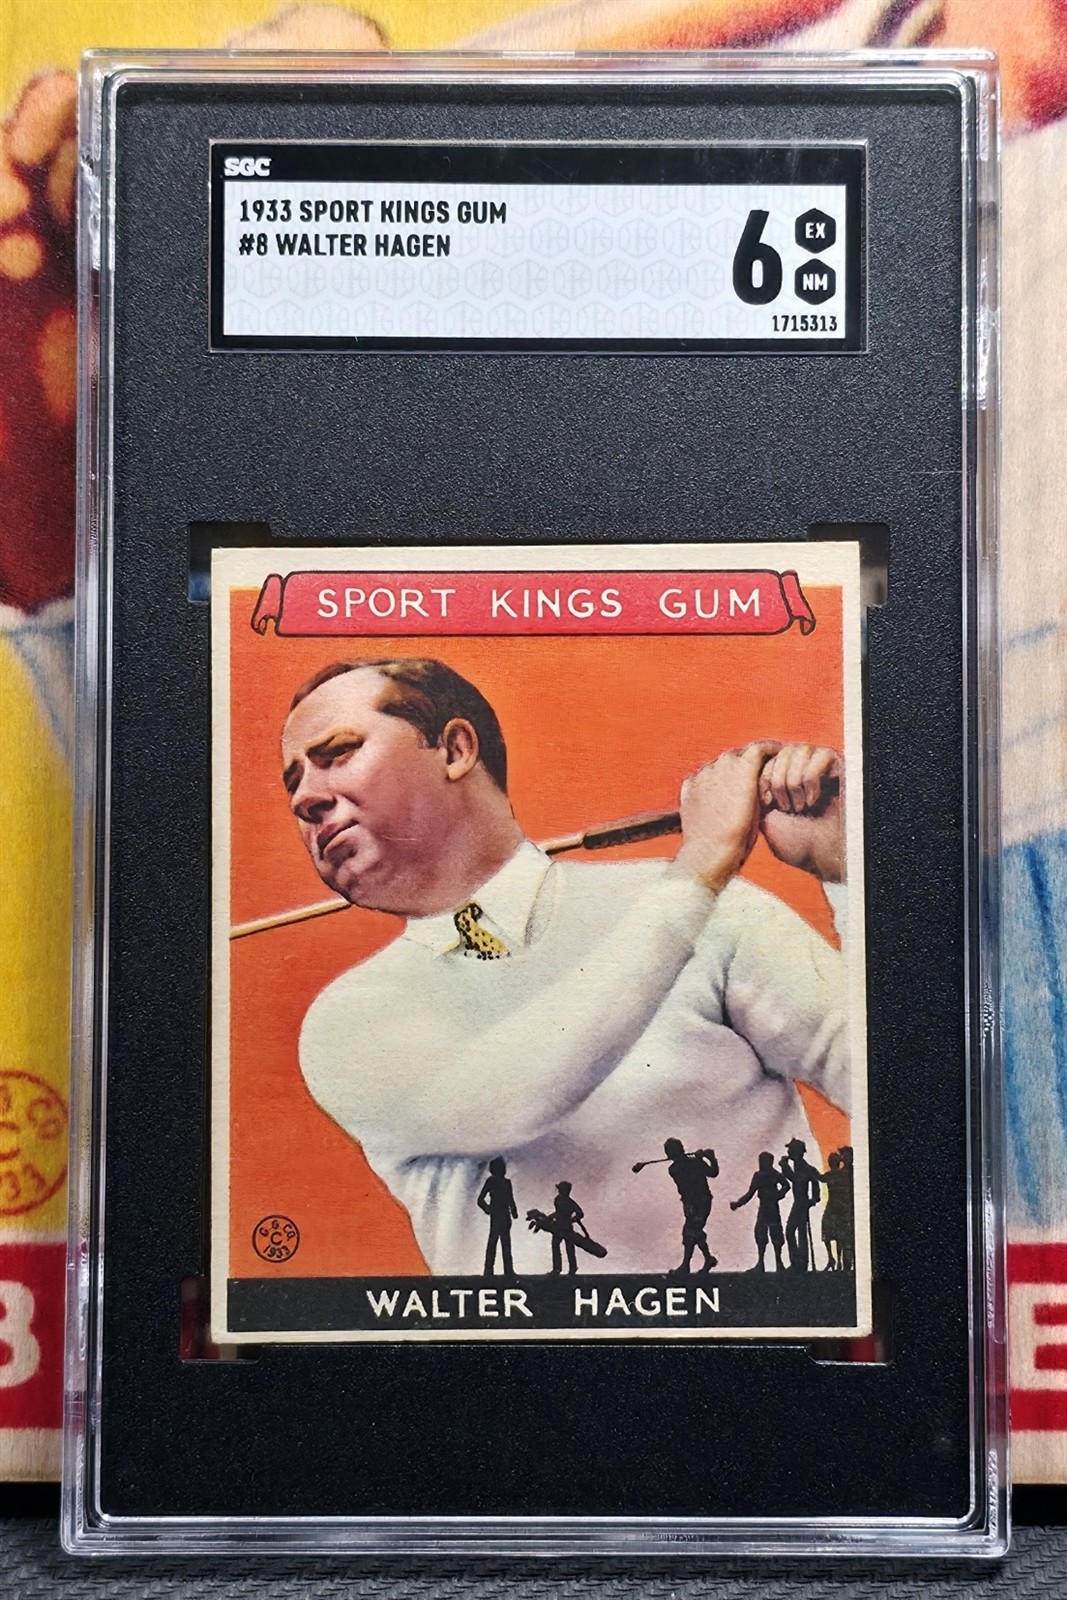 SGC
1933 SPORT KINGS GUM
#8 WALTER HAGEN
6
EX
NM
1715313
SPORT KINGS GUM
G. G. CO.
C
1933
WALTER HAGEN